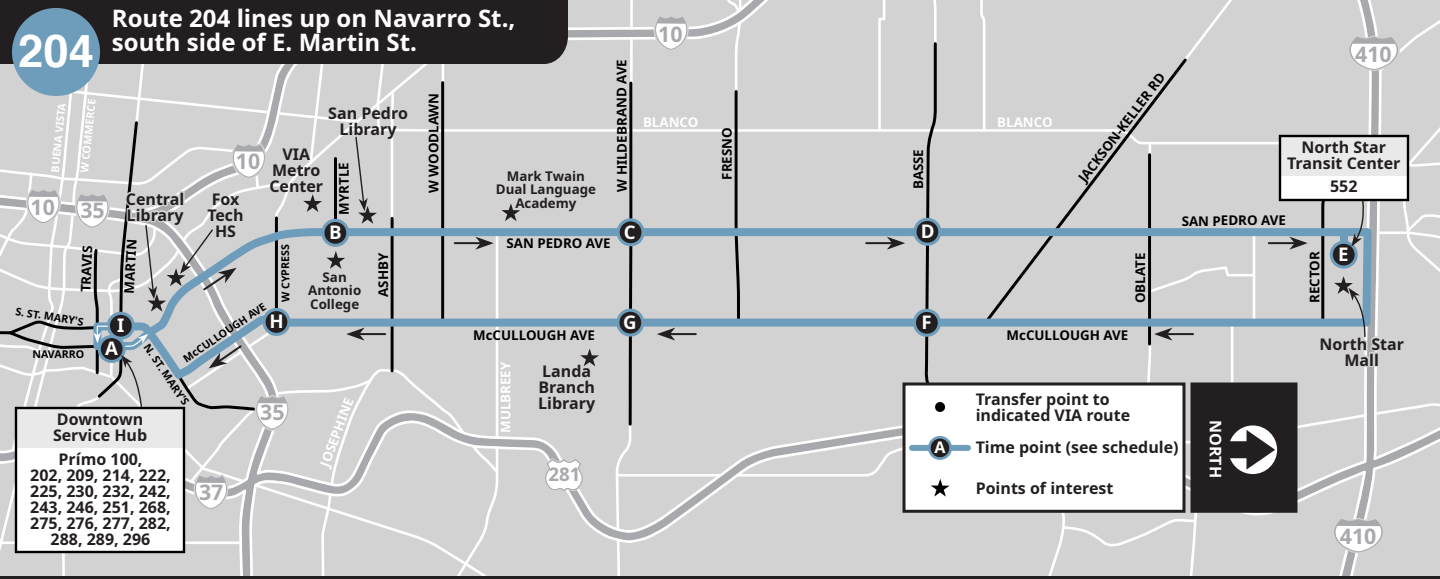 204
Route 204 lines up on Navarro St.,
south side of E. Martin St.
10
410
BUENA VISTA
W COMMERCE
10
10
35
Central
Library
Fox
Tech
HS
VIA
Metro
Center
San Pedro
Library
MYRTLE
W WOODLAWN
Mark Twain
Dual Language
Academy
W HILDEBRAND AVE
BLANCO
FRESNO
BASSE
BLANCO
JACKSON-KELLER RD
North Star
Transit Center
552
SAN PEDRO AVE
B
C
D
E
SAN PEDRO AVE
TRAVIS
MARTIN
W CYPRESS
San
Antonio
College
ASHBY
OBLATE
RECTOR
S. ST. MARY'S
NAVARRO
I
A
N. ST. MARY'S
McCULLOUGH AVE
H
G
F
McCULLOUGH AVE
McCULLOUGH AVE
North Star
Mall
Landa
Branch
Library
MULBREEY
JOSEPHINE
35
37
281
410
Downtown
Service Hub
Prímo 100,
202, 209, 214, 222,
225, 230, 232, 242,
243, 246, 251, 268,
275, 276, 277, 282,
288, 289, 296
Transfer point to
indicated VIA route
A
Time point (see schedule)
Points of interest
NORTH